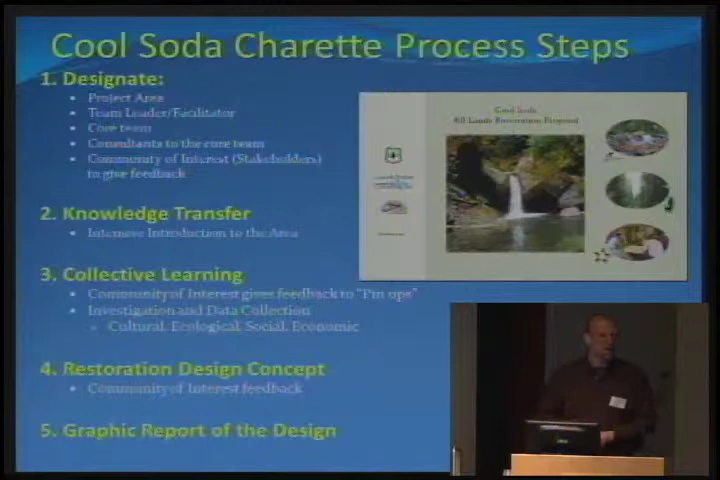 Cool Soda Charette Process Steps
1. Designate:
• Project Area
• Team Leader/Facilitator
• Core team
• Consultants to the core team
• Community of Interest (Stakeholders)
to give feedback
2. Knowledge Transfer
• Intensive Introduction to the Area
3. Collective Learning
• Community of Interest gives feedback to "Pin ups"
• Investigation and Data Collection
Cultural, Ecological, Social, Economic
4. Restoration Design Concept
• Community of Interest feedback
5. Graphic Report of the Design
Cool Soda
All Lands Restoration Proposal